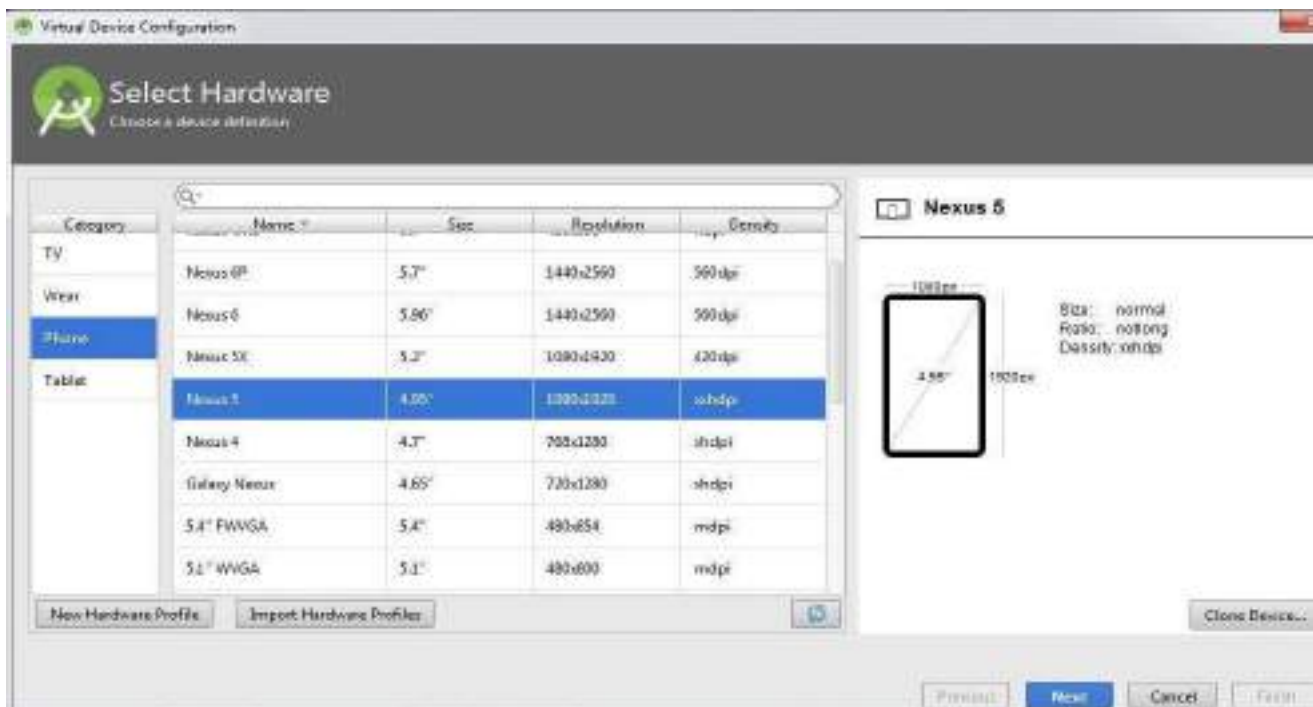 Virtual Device Configuration
Select Hardware
Choose a device definition
Category Name Size Resolution Density
TV
Wear
Phone
Tablet
Nexus 6P 5.7" 1440x2560 560dpi
Nexus 6 5.96" 1440x2560 560dpi
Nexus 5X 5.2" 1080x1920 420dpi
Nexus 5 4.95" 1080x1920 xxhdpi
Nexus 4 4.7" 768x1280 xhdpi
Galaxy Nexus 4.65" 720x1280 xhdpi
5.4" FWVGA 5.4" 480x854 mdpi
5.1" WVGA 5.1" 480x800 mdpi
New Hardware Profile Import Hardware Profiles
Nexus 5
1080px
4.95"
1920px
Size: normal
Ratio: notlong
Density: xxhdpi
Clone Device...
Previous Next Cancel Finish